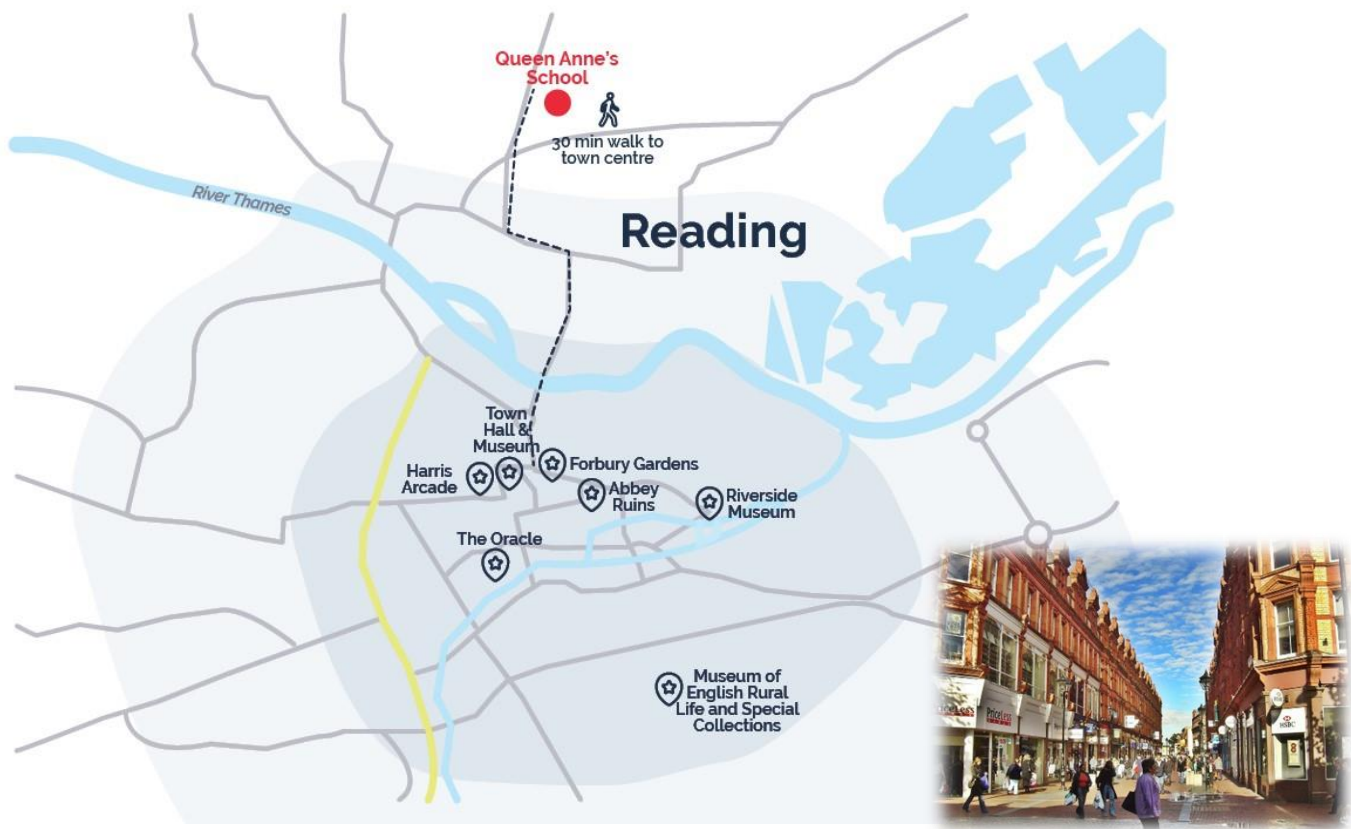 Queen Anne's
School
30 min walk to
town centre
River Thames
Reading
Town
Hall &
Museum
Harris
Arcade
Forbury Gardens
Abbey
Ruins
Riverside
Museum
The Oracle
Museum of
English Rural
Life and Special
Collections
PriceLess
HSBC